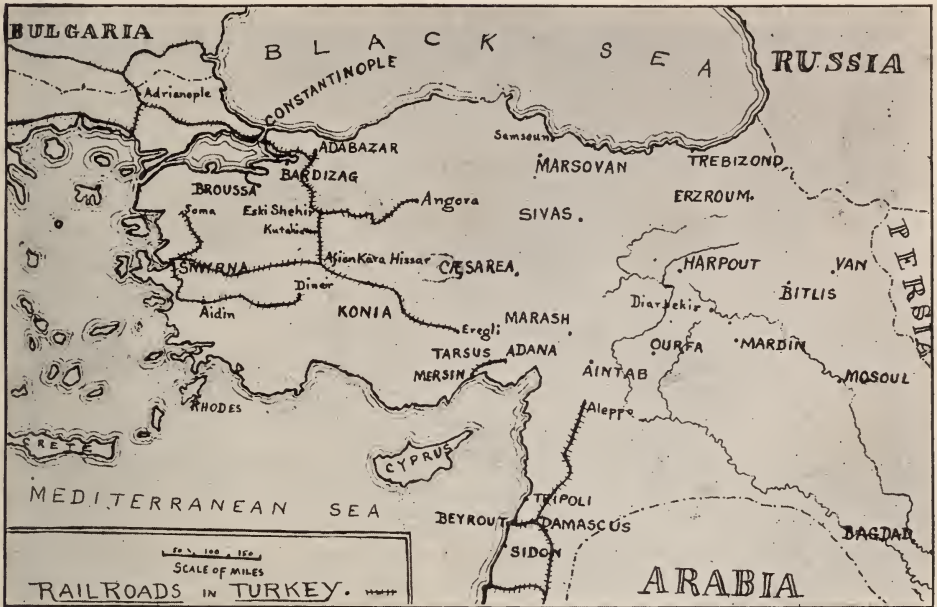 BULGARIA
BLACK SEA
RUSSIA
Adrianople
CONSTANTINOPLE
Samsoun
ADABAZAR
MARSOVAN
TREBIZOND
BARDIZAG
BROUSSA
ERZROUM.
Angora
Soma
Eski Shehir
SIVAS.
Kutahia
PERSIA
SMYRNA
Afion Kara Hissar
CÆSAREA
HARPOUT
VAN
Diner
BITLIS
Aidin
KONIA
Diarbekir
Eregli
MARASH
TARSUS
ADANA
OURFA
MARDIN
MERSIN
AINTAB
MOSOUL
RHODES
Aleppo
CRETE
CYPRUS
MEDITERRANEAN SEA
TRIPOLI
BEYROUT
DAMASCUS
BAGDAD
SIDON
50 100 150
SCALE OF MILES
RAILROADS IN TURKEY.
ARABIA